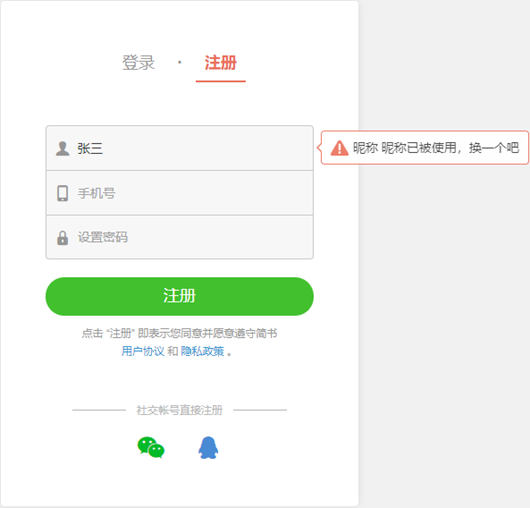 登录 · 注册
张三
昵称 昵称已被使用，换一个吧
手机号
设置密码
注册
点击 “注册” 即表示您同意并愿意遵守简书
用户协议 和 隐私政策 。
社交帐号直接注册